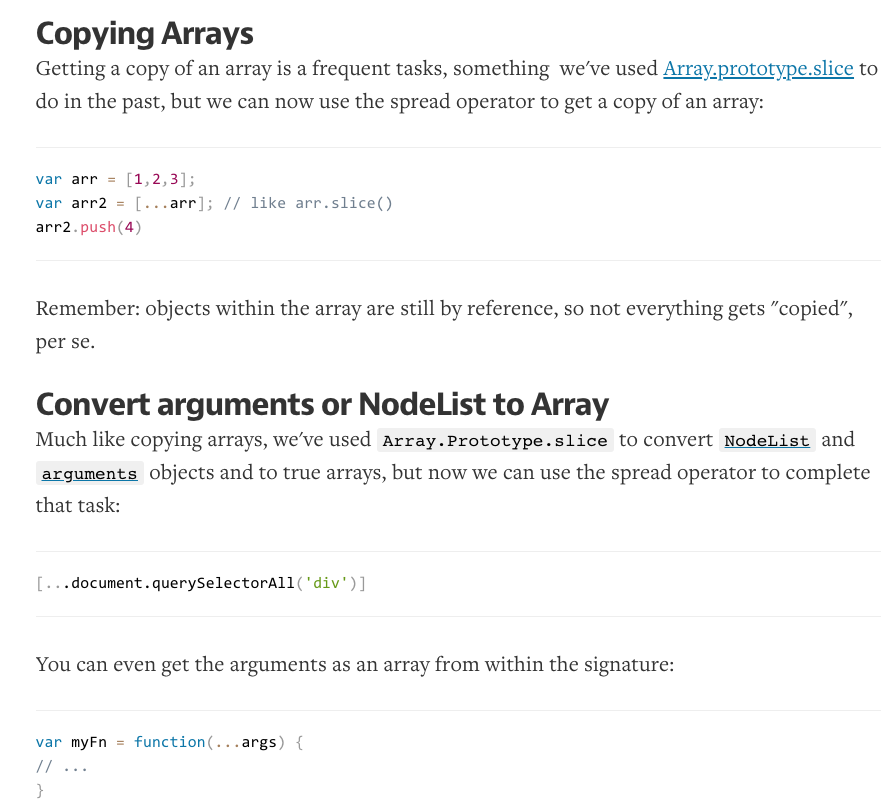 Copying Arrays
Getting a copy of an array is a frequent tasks, something  we've used Array.prototype.slice to
do in the past, but we can now use the spread operator to get a copy of an array:
var arr = [1,2,3];
var arr2 = [...arr]; // like arr.slice()
arr2.push(4)
Remember: objects within the array are still by reference, so not everything gets "copied",
per se.
Convert arguments or NodeList to Array
Much like copying arrays, we've used Array.Prototype.slice to convert NodeList and
arguments objects and to true arrays, but now we can use the spread operator to complete
that task:
[...document.querySelectorAll('div')]
You can even get the arguments as an array from within the signature:
var myFn = function(...args) {
// ...
}